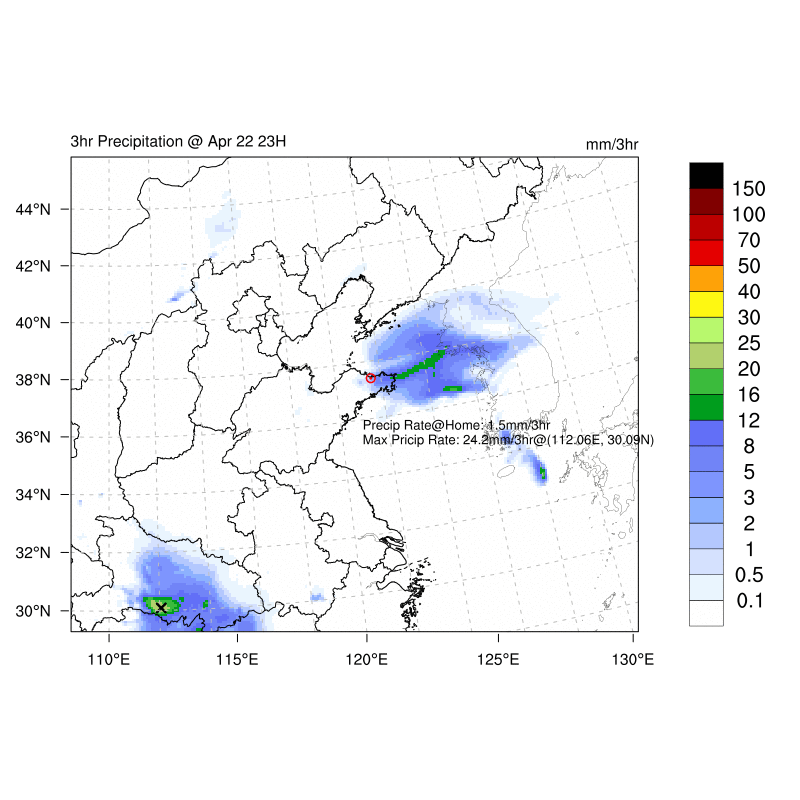 3hr Precipitation @ Apr 22 23H
mm/3hr
44°N
42°N
40°N
38°N
36°N
34°N
32°N
30°N
110°E
115°E
120°E
125°E
130°E
Precip Rate@Home: 1.5mm/3hr
Max Pricip Rate: 24.2mm/3hr@(112.06E, 30.09N)
150
100
70
50
40
30
25
20
16
12
8
5
3
2
1
0.5
0.1